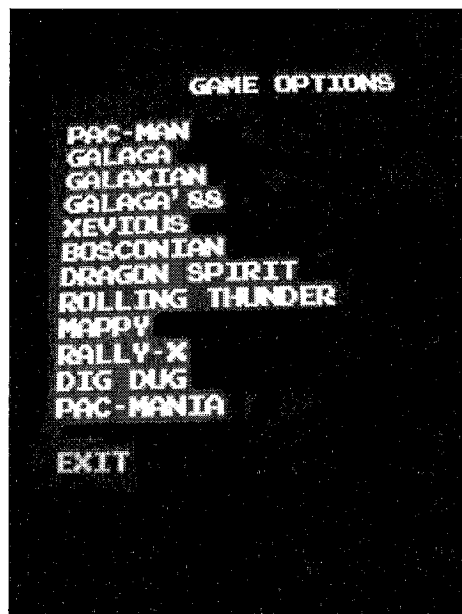 GAME OPTIONS
PAC-MAN
GALAGA
GALAXIAN
GALAGA'88
XEVIOUS
BOSCONIAN
DRAGON SPIRIT
ROLLING THUNDER
MAPPY
RALLY-X
DIG DUG
PAC-MANIA
EXIT